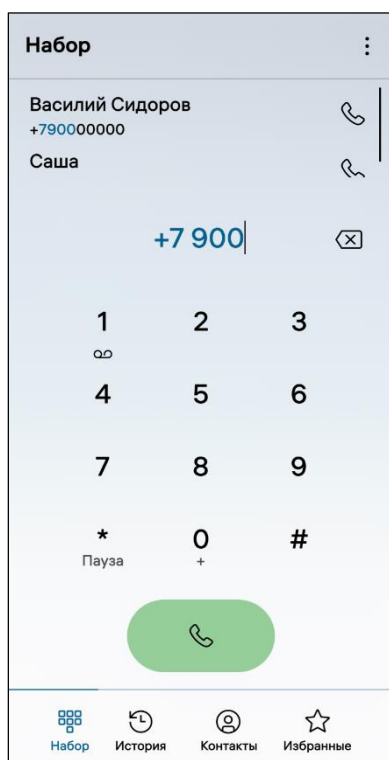 Набор
Василий Сидоров
+790000000
Саша
+7 900
1 2 3
4 5 6
7 8 9
* 0 #
Пауза +
Набор История Контакты Избранные